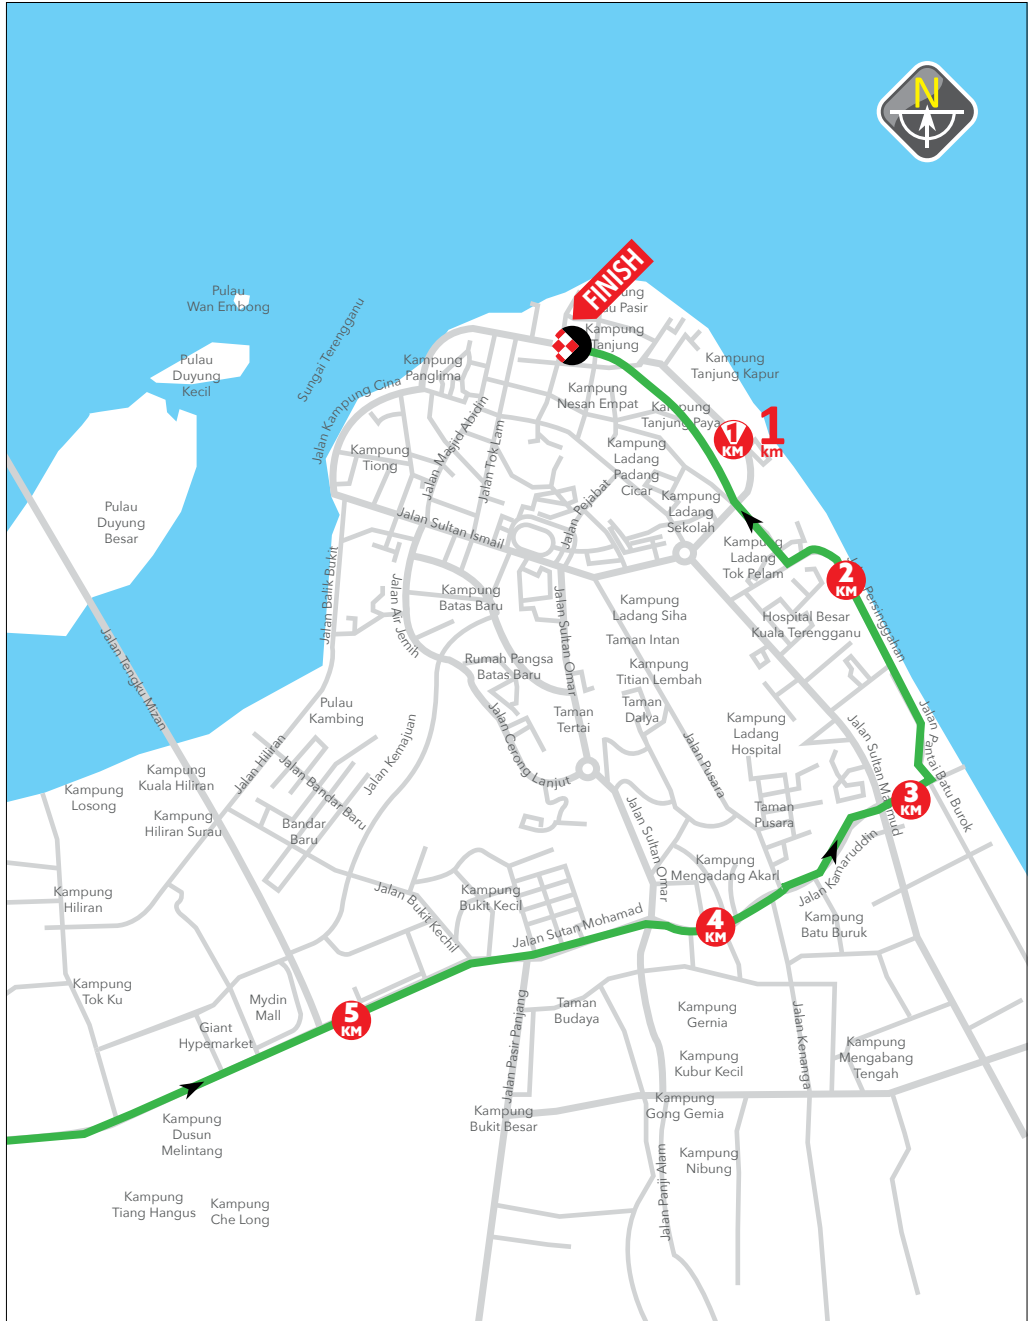 N
FINISH
Pulau
Wan Embong
Pulau
Duyung
Kecil
Sungai Terengganu
Kampung
Tanjung
Kampung
Panglima
Kampung
Tanjung Kapur
Jalan Kampung Cina
Kampung
Nesan Empat
Kampung
Tanjung Paya
1
KM
1
km
Jalan Masjid Abidin
Jalan Tok Lam
Kampung
Tiong
Kampung
Ladang
Padang
Cicar
Jalan Pejabat
Kampung
Ladang
Sekolah
Pulau
Duyung
Besar
Jalan Sultan Ismail
Kampung
Ladang
Tok Pelam
2
KM
Persinggahan
Jalan Balik Bukit
Jalan Air Jernih
Kampung
Batas Baru
Jalan Sultan Omar
Kampung
Ladang Siha
Hospital Besar
Kuala Terengganu
Taman Intan
Jalan Tengku Mizan
Rumah Pangsa
Batas Baru
Kampung
Titian Lembah
Pulau
Kambing
Taman
Tertai
Taman
Dalya
Kampung
Ladang
Hospital
Jalan Sultan Mahmud
Jalan Pantai Batu Burok
Jalan Hiliran
Jalan Bandar Baru
Jalan Kemajuan
Jalan Cerong Lanjut
Jalan Pusara
Kampung
Kuala Hiliran
Kampung
Losong
Kampung
Hiliran Surau
Bandar
Baru
Jalan Sultan Omar
Taman
Pusara
3
KM
Kampung
Mengadang Akarl
Jalan Kamaruddin
Kampung
Hiliran
Jalan Bukit Kechil
Kampung
Bukit Kecil
Jalan Sutan Mohamad
4
KM
Kampung
Batu Buruk
Kampung
Tok Ku
Mydin
Mall
Giant
Hypemarket
5
KM
Jalan Pasir Panjang
Taman
Budaya
Kampung
Gernia
Jalan Kenanga
Kampung
Kubur Kecil
Kampung
Mengabang
Tengah
Kampung
Dusun
Melintang
Kampung
Bukit Besar
Kampung
Gong Gemia
Jalan Panji Alam
Kampung
Nibung
Kampung
Tiang Hangus
Kampung
Che Long